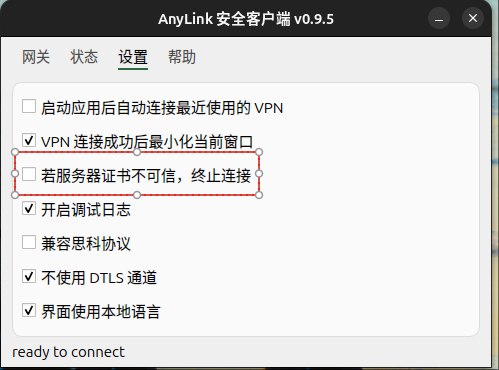 AnyLink 安全客户端 v0.9.5
网关 状态 设置 帮助
启动应用后自动连接最近使用的 VPN
VPN 连接成功后最小化当前窗口
若服务器证书不可信，终止连接
开启调试日志
兼容思科协议
不使用 DTLS 通道
界面使用本地语言
ready to connect